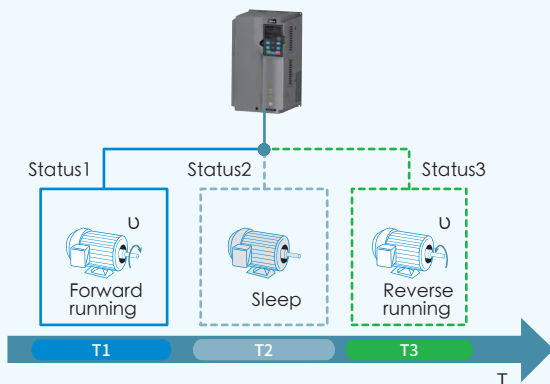 Status1
Status2
Status3
υ
υ
Forward
running
Sleep
Reverse
running
T1
T2
T3
T